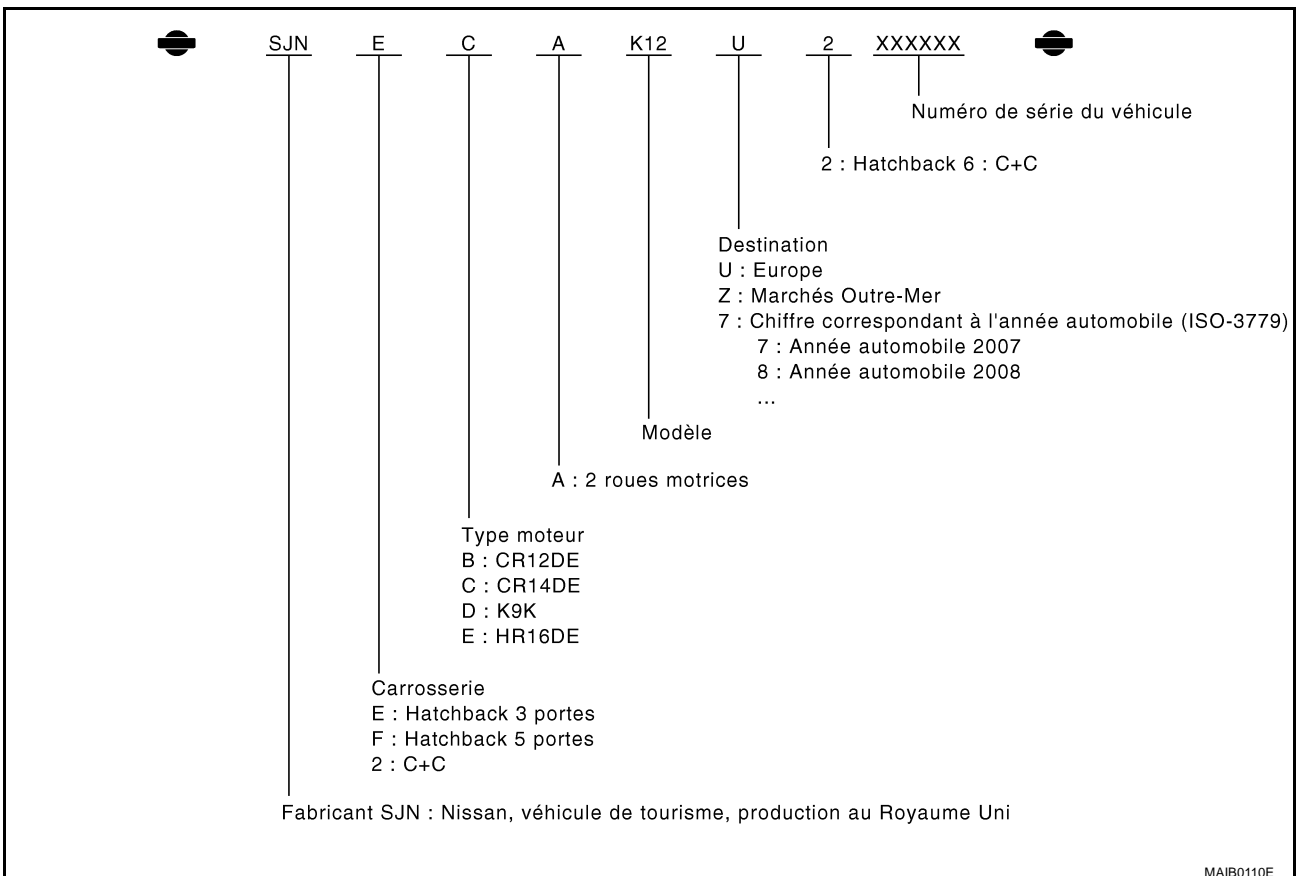 SJN E C A K12 U 2 XXXXXX
Numéro de série du véhicule
2 : Hatchback 6 : C+C
Destination
U : Europe
Z : Marchés Outre-Mer
7 : Chiffre correspondant à l'année automobile (ISO-3779)
7 : Année automobile 2007
8 : Année automobile 2008
...
Modèle
A : 2 roues motrices
Type moteur
B : CR12DE
C : CR14DE
D : K9K
E : HR16DE
Carrosserie
E : Hatchback 3 portes
F : Hatchback 5 portes
2 : C+C
Fabricant SJN : Nissan, véhicule de tourisme, production au Royaume Uni
MAIB0110E